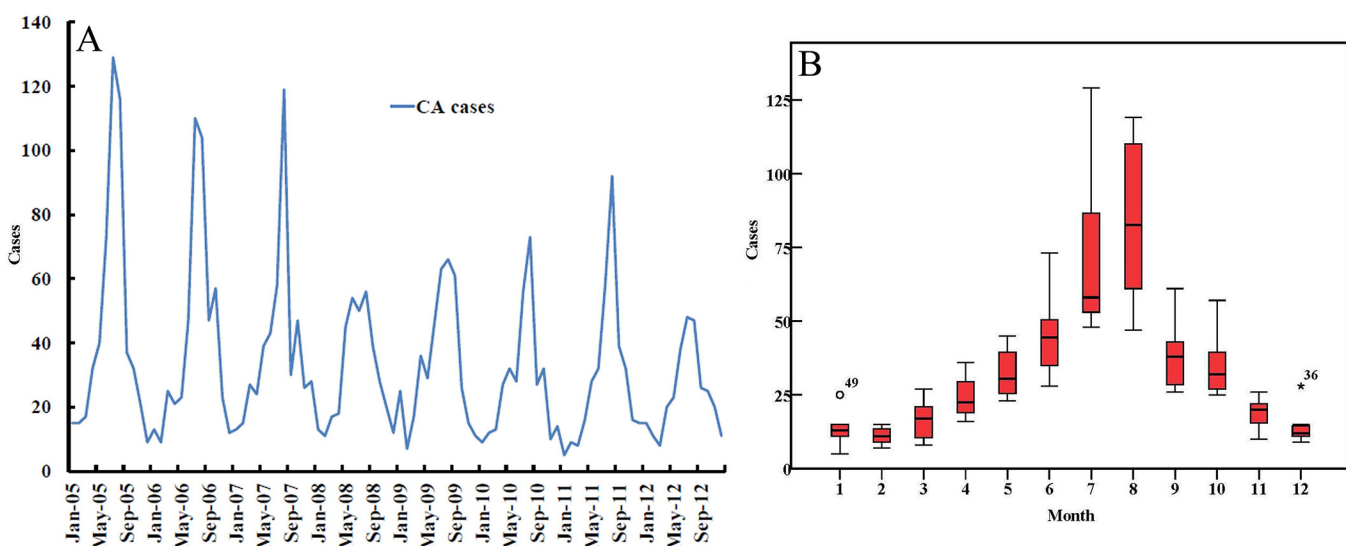 A
140
120
100
80
60
40
20
0
Cases
CA cases
Jan-05
May-05
Sep-05
Jan-06
May-06
Sep-06
Jan-07
May-07
Sep-07
Jan-08
May-08
Sep-08
Jan-09
May-09
Sep-09
Jan-10
May-10
Sep-10
Jan-11
May-11
Sep-11
Jan-12
May-12
Sep-12
B
125
100
75
50
25
0
Cases
49
36
1 2 3 4 5 6 7 8 9 10 11 12
Month